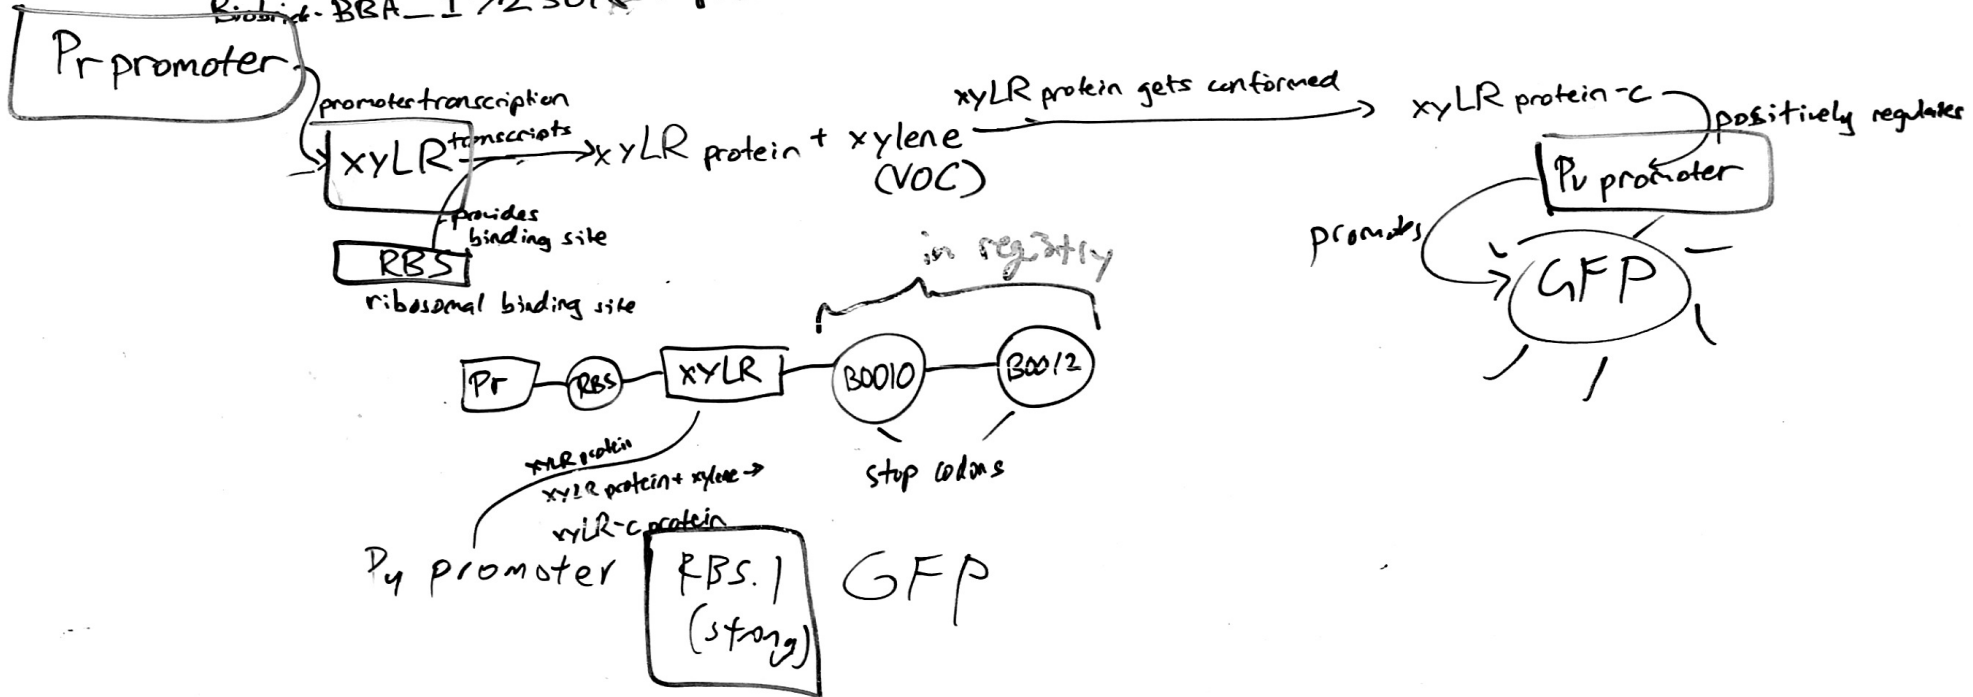 Pr promoter
promotes transcription
xyLR
transcripts
xyLR protein + xylene
(VOC)
xyLR protein gets conformed
xyLR protein-c
positively regulates
Pu promoter
promotes
GFP
provides
binding site
RBS
ribosomal binding site
in registry
Pr
RBS
XYLR
B0010
B0012
stop codons
xyLR protein
xyLR protein + xylene →
xyLR-c protein
Pu promoter
RBS.1
(strong)
GFP